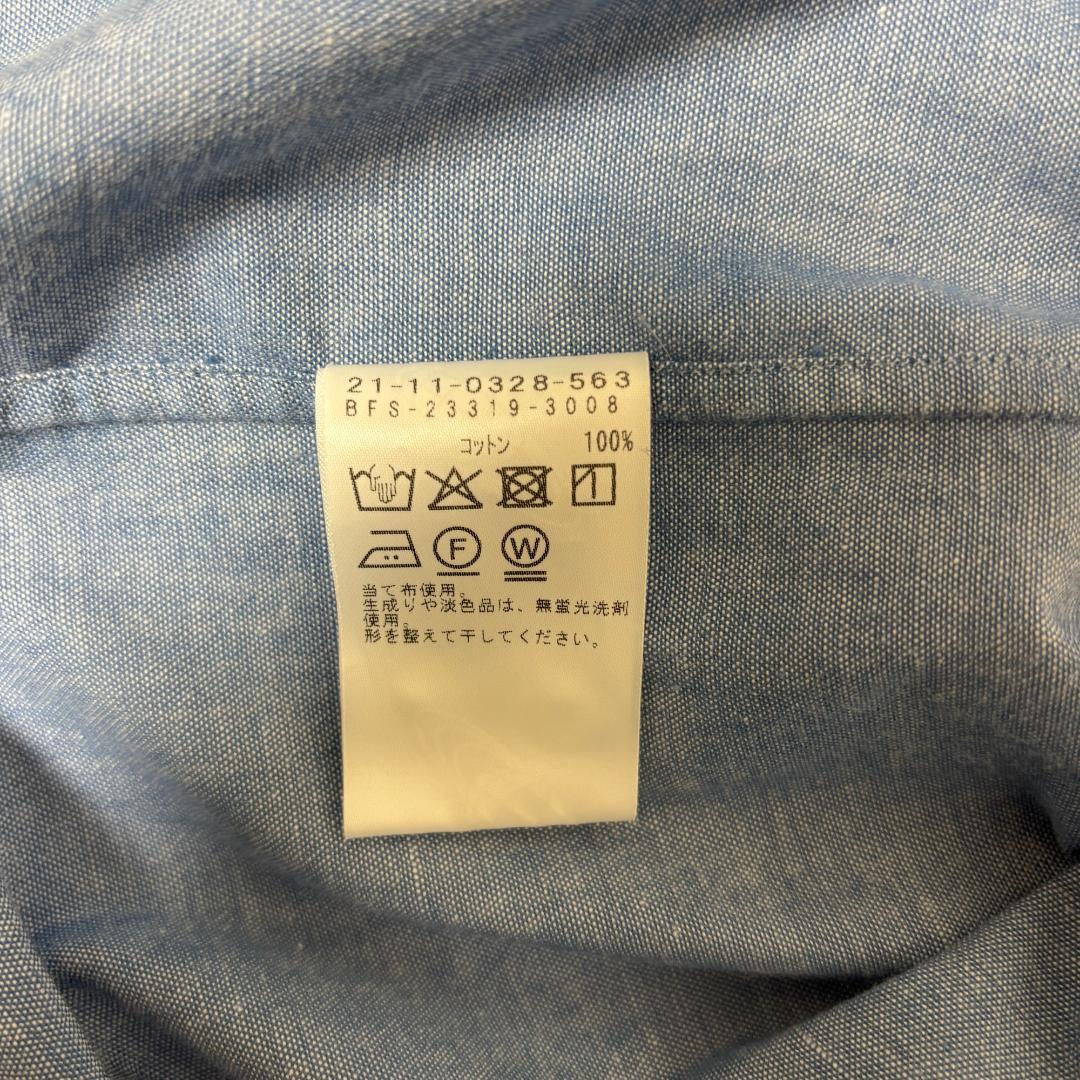 21-11-0328-563
BFS-23319-3008
コットン 100%
F W
当て布使用。
生成りや淡色品は、無蛍光洗剤
使用。
形を整えて干してください。